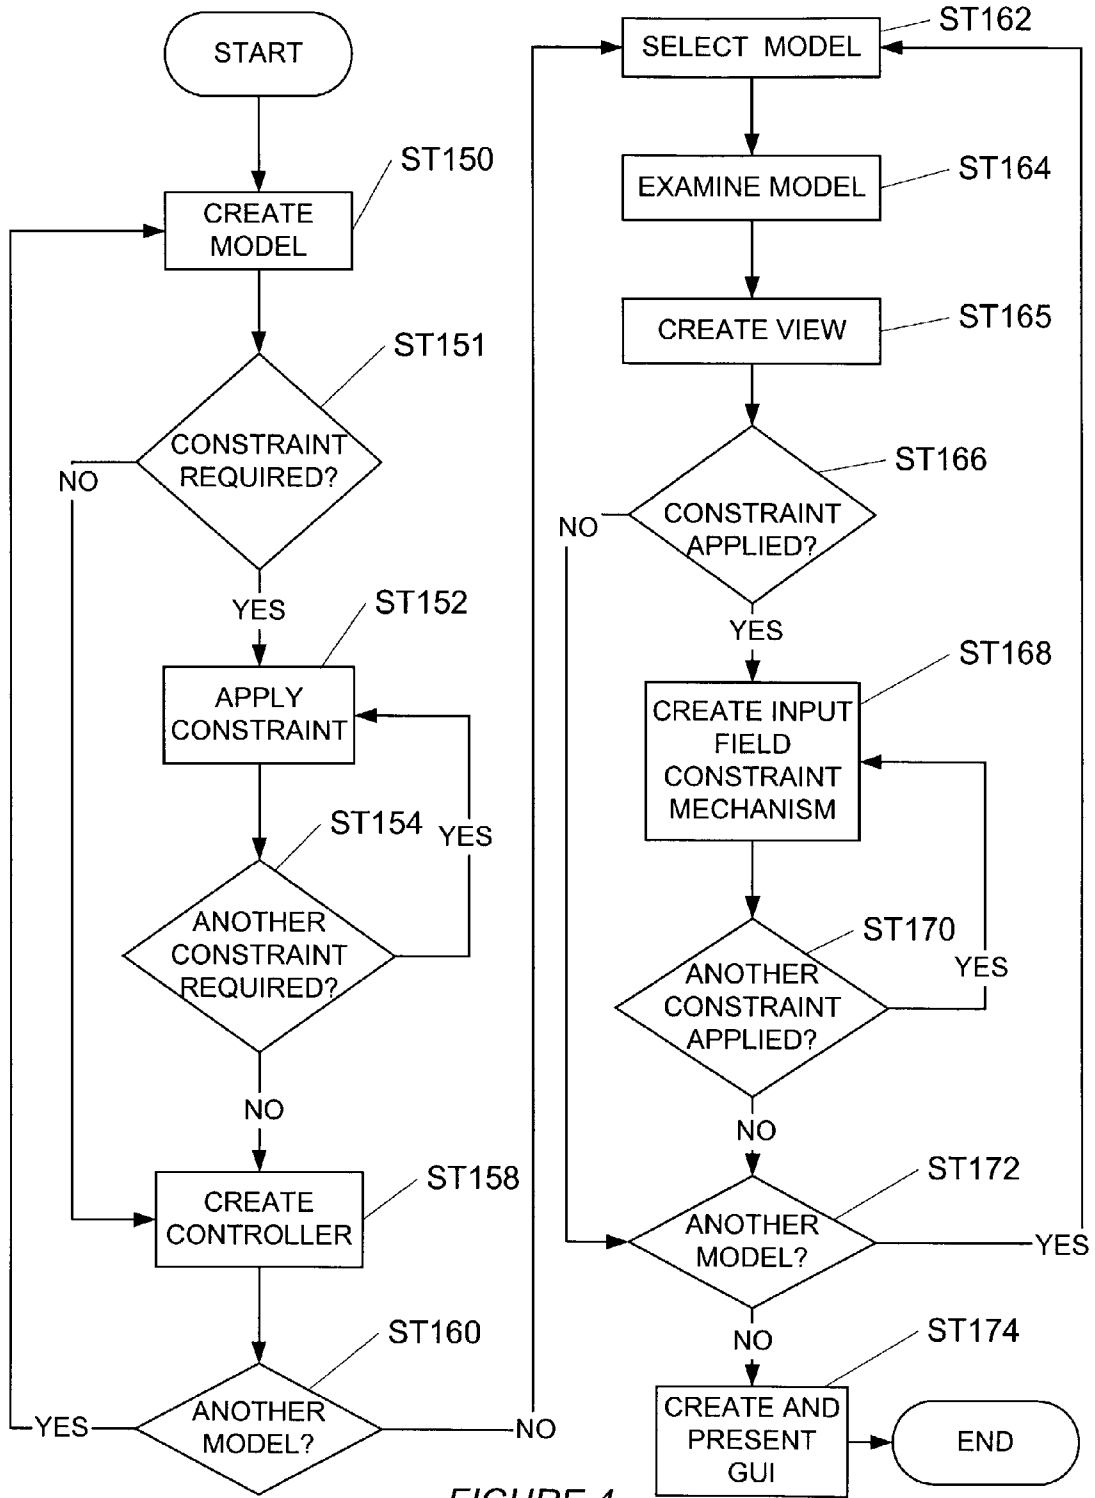 START
ST150
CREATE
MODEL
ST151
CONSTRAINT
REQUIRED?
NO
YES
ST152
APPLY
CONSTRAINT
ST154
YES
ANOTHER
CONSTRAINT
REQUIRED?
NO
ST158
CREATE
CONTROLLER
ST160
ANOTHER
MODEL?
YES
NO
ST162
SELECT MODEL
ST164
EXAMINE MODEL
ST165
CREATE VIEW
ST166
CONSTRAINT
APPLIED?
NO
YES
ST168
CREATE INPUT
FIELD
CONSTRAINT
MECHANISM
ST170
YES
ANOTHER
CONSTRAINT
APPLIED?
NO
ST172
ANOTHER
MODEL?
YES
NO
ST174
CREATE AND
PRESENT
GUI
END
FIGURE 4